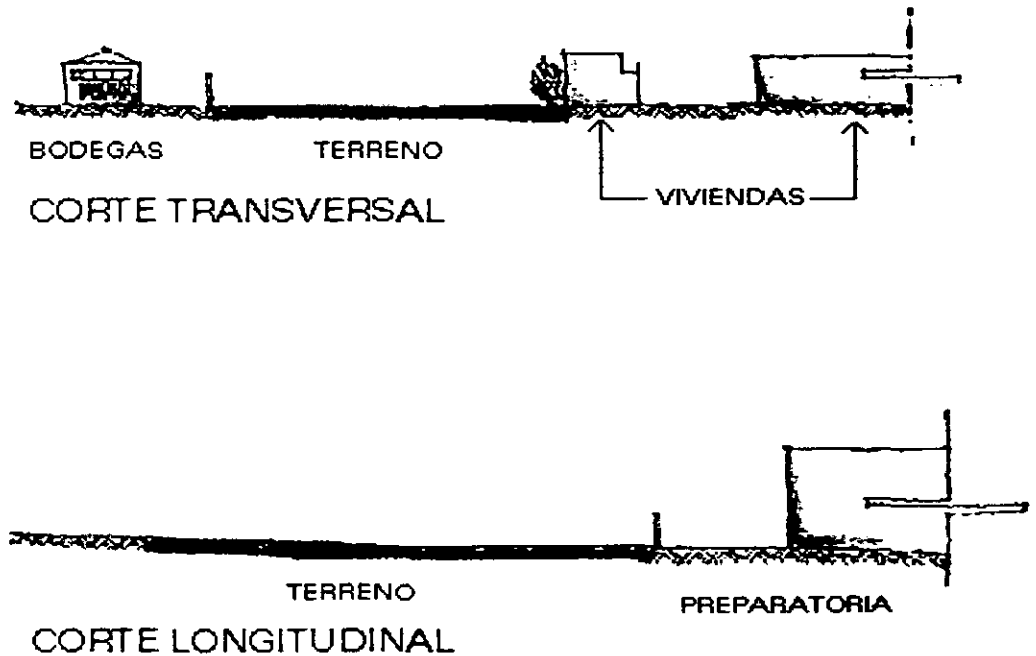 BODEGAS
TERRENO
VIVIENDAS
CORTE TRANSVERSAL
TERRENO
PREPARATORIA
CORTE LONGITUDINAL